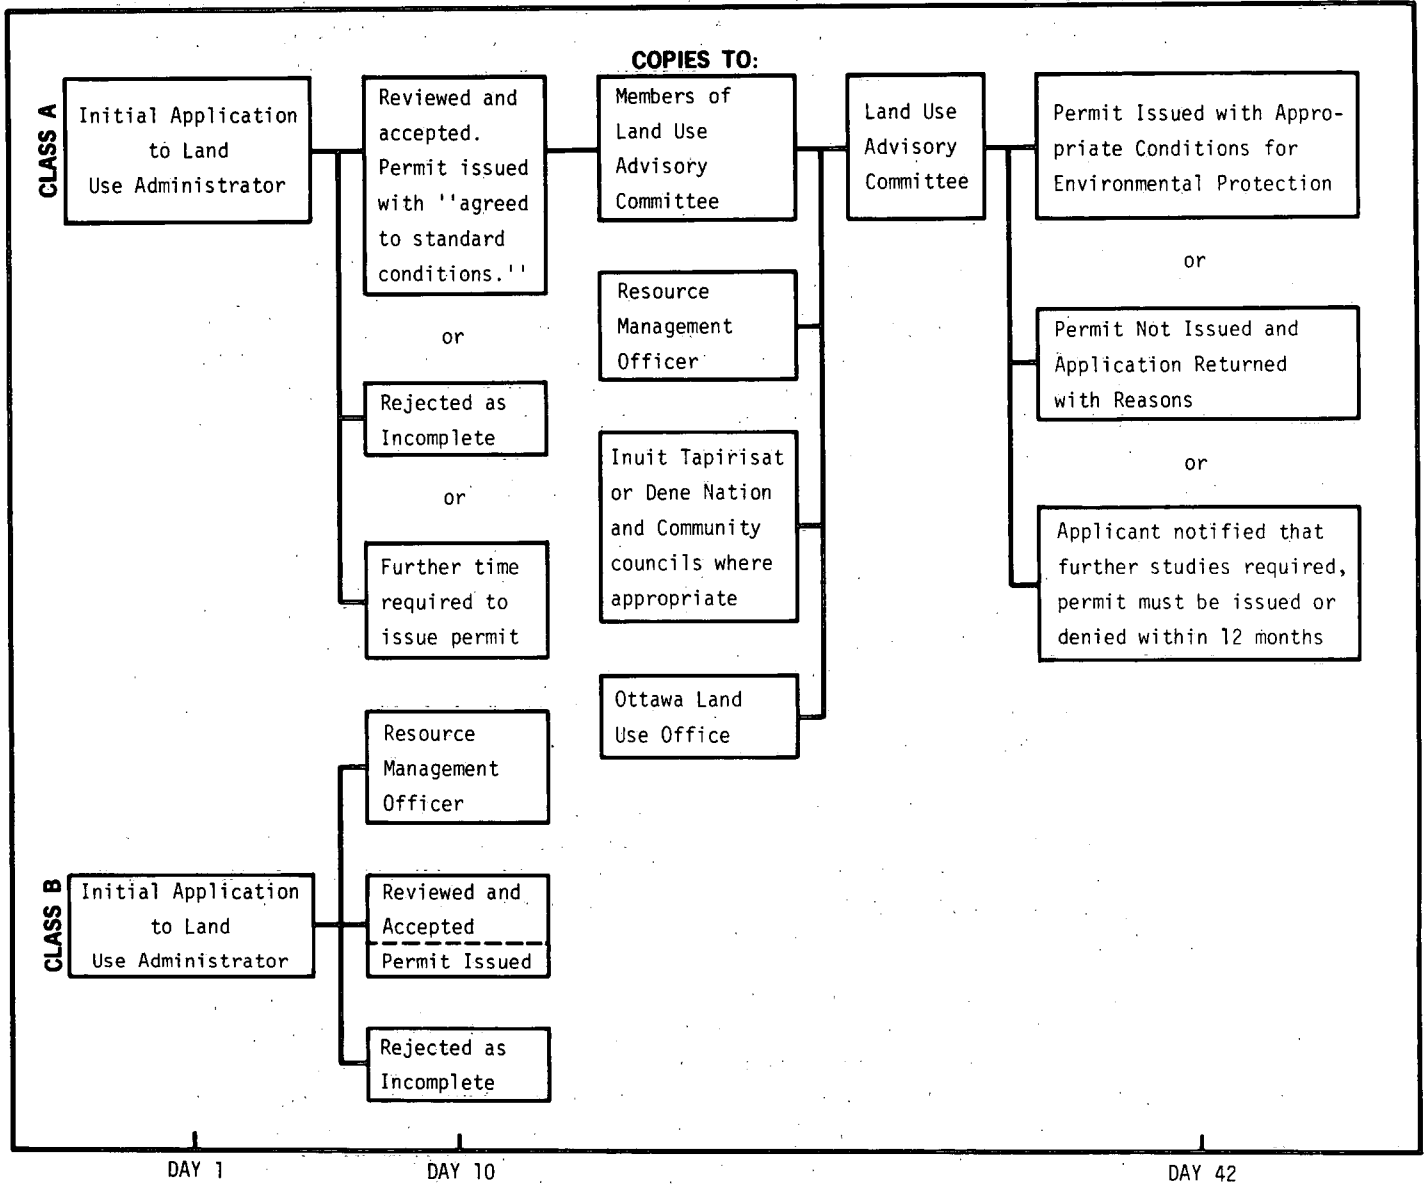 COPIES TO:
CLASS A
Initial Application
to Land
Use Administrator
Reviewed and
accepted.
Permit issued
with ''agreed
to standard
conditions.''
or
Rejected as
Incomplete
or
Further time
required to
issue permit
Members of
Land Use
Advisory
Committee
Resource
Management
Officer
Inuit Tapirisat
or Dene Nation
and Community
councils where
appropriate
Ottawa Land
Use Office
Land Use
Advisory
Committee
Permit Issued with Appro-
priate Conditions for
Environmental Protection
or
Permit Not Issued and
Application Returned
with Reasons
or
Applicant notified that
further studies required,
permit must be issued or
denied within 12 months
CLASS B
Initial Application
to Land
Use Administrator
Resource
Management
Officer
Reviewed and
Accepted
Permit Issued
Rejected as
Incomplete
DAY 1
DAY 10
DAY 42